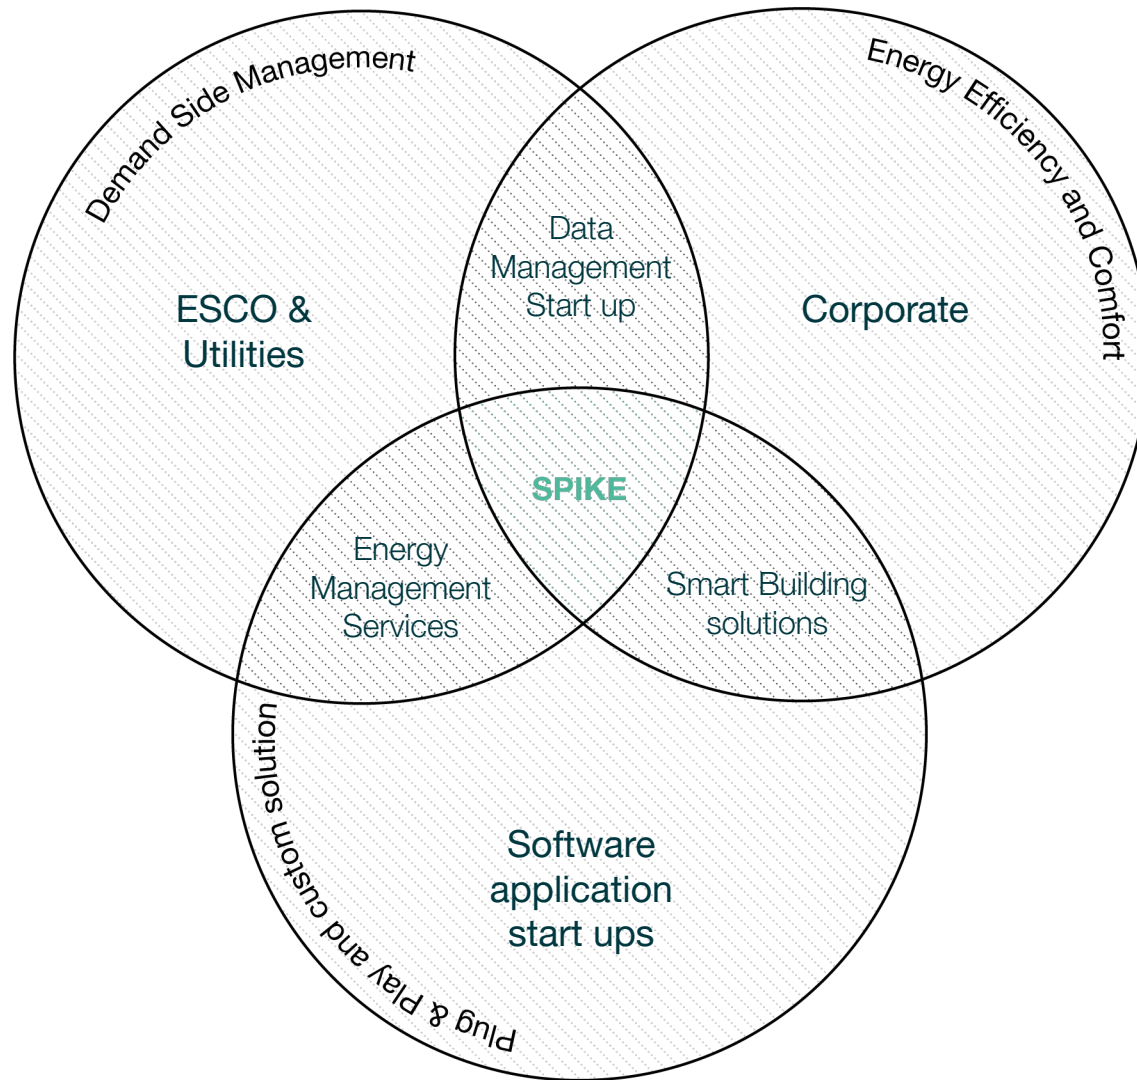 Demand Side Management
Energy Efficiency and Comfort
Data
Management
Start up
ESCO &
Utilities
Corporate
SPIKE
Energy
Management
Services
Smart Building
solutions
Plug & Play and custom solution
Software
application
start ups